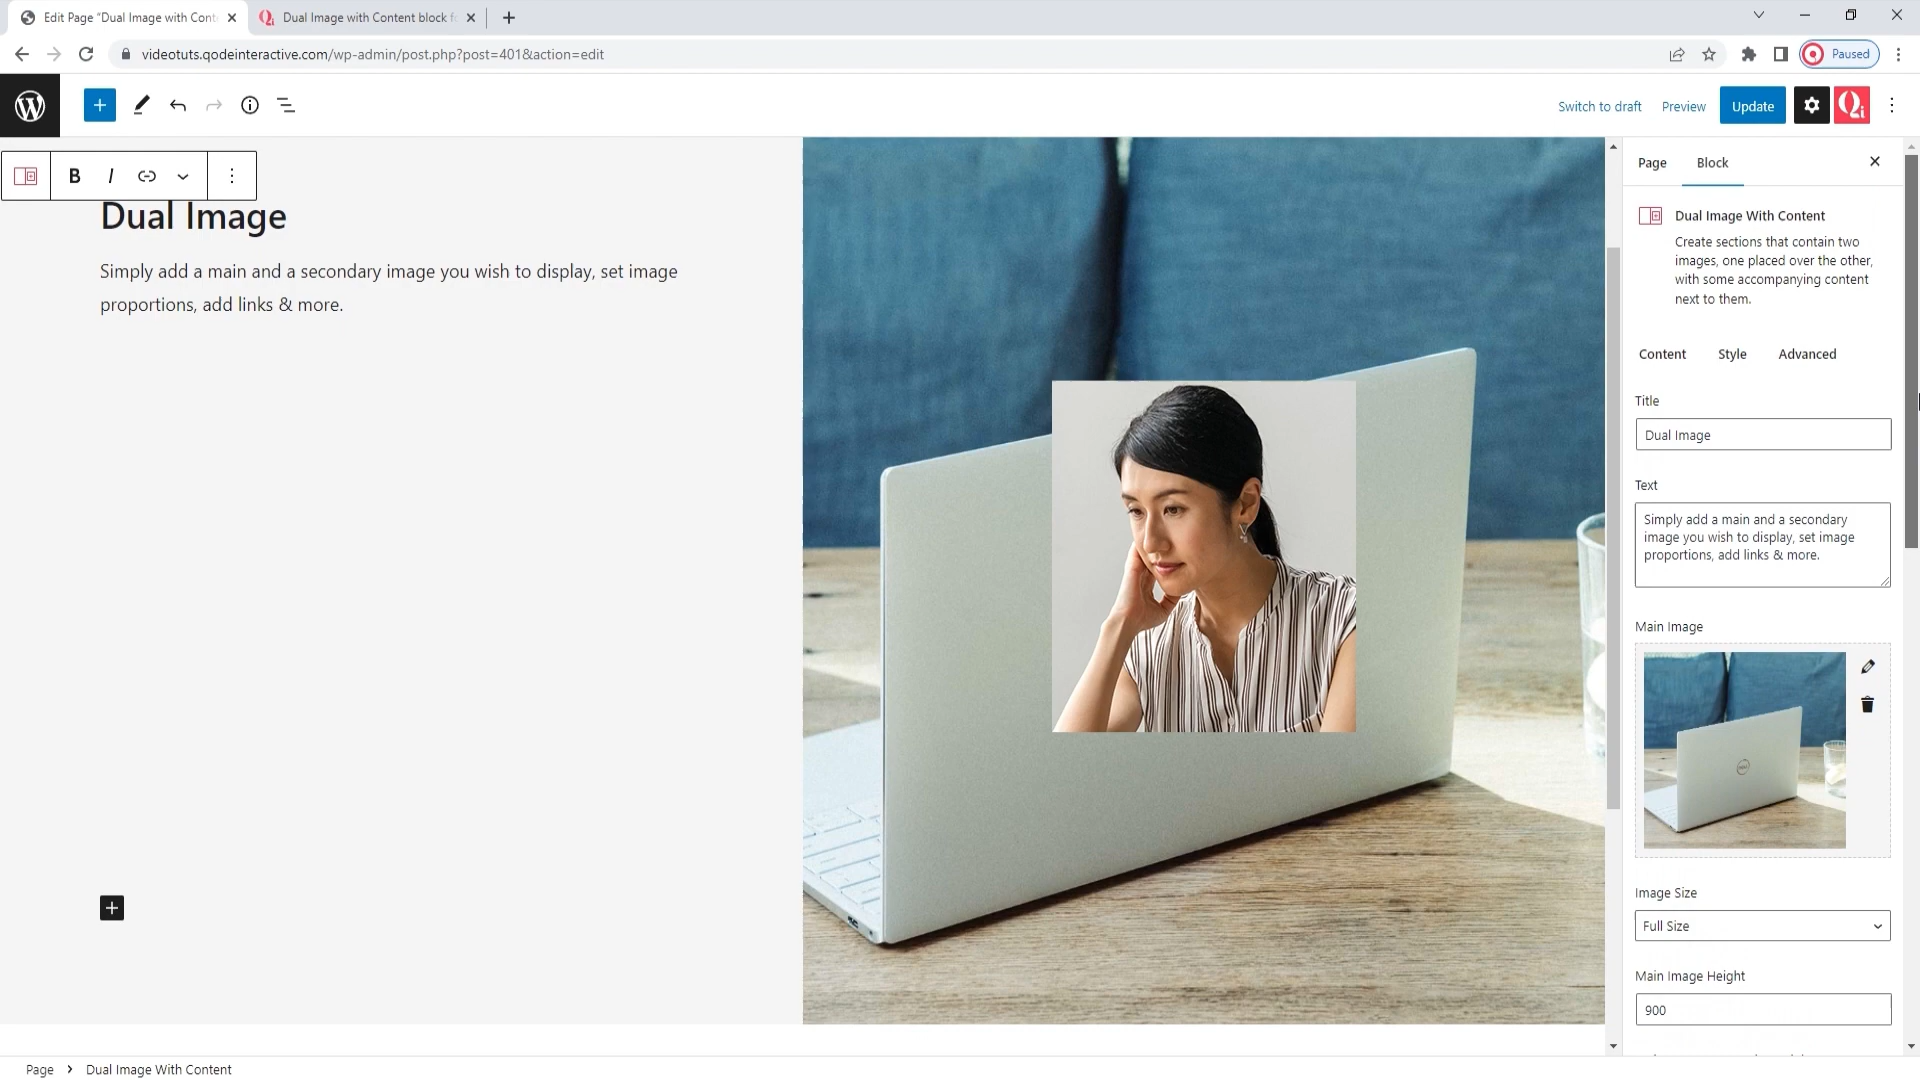 Edit Page "Dual Image with Cont
Dual Image with Content block f
videotuts.qodeinteractive.com/wp-admin/post.php?post=401&action=edit
Paused
Switch to draft
Preview
Update
B
I
Dual Image
Simply add a main and a secondary image you wish to display, set image
proportions, add links & more.
Page
Block
Dual Image With Content
Create sections that contain two
images, one placed over the other,
with some accompanying content
next to them.
Content
Style
Advanced
Title
Dual Image
Text
Simply add a main and a secondary
image you wish to display, set image
proportions, add links & more.
Main Image
Image Size
Full Size
Main Image Height
900
Page
Dual Image With Content